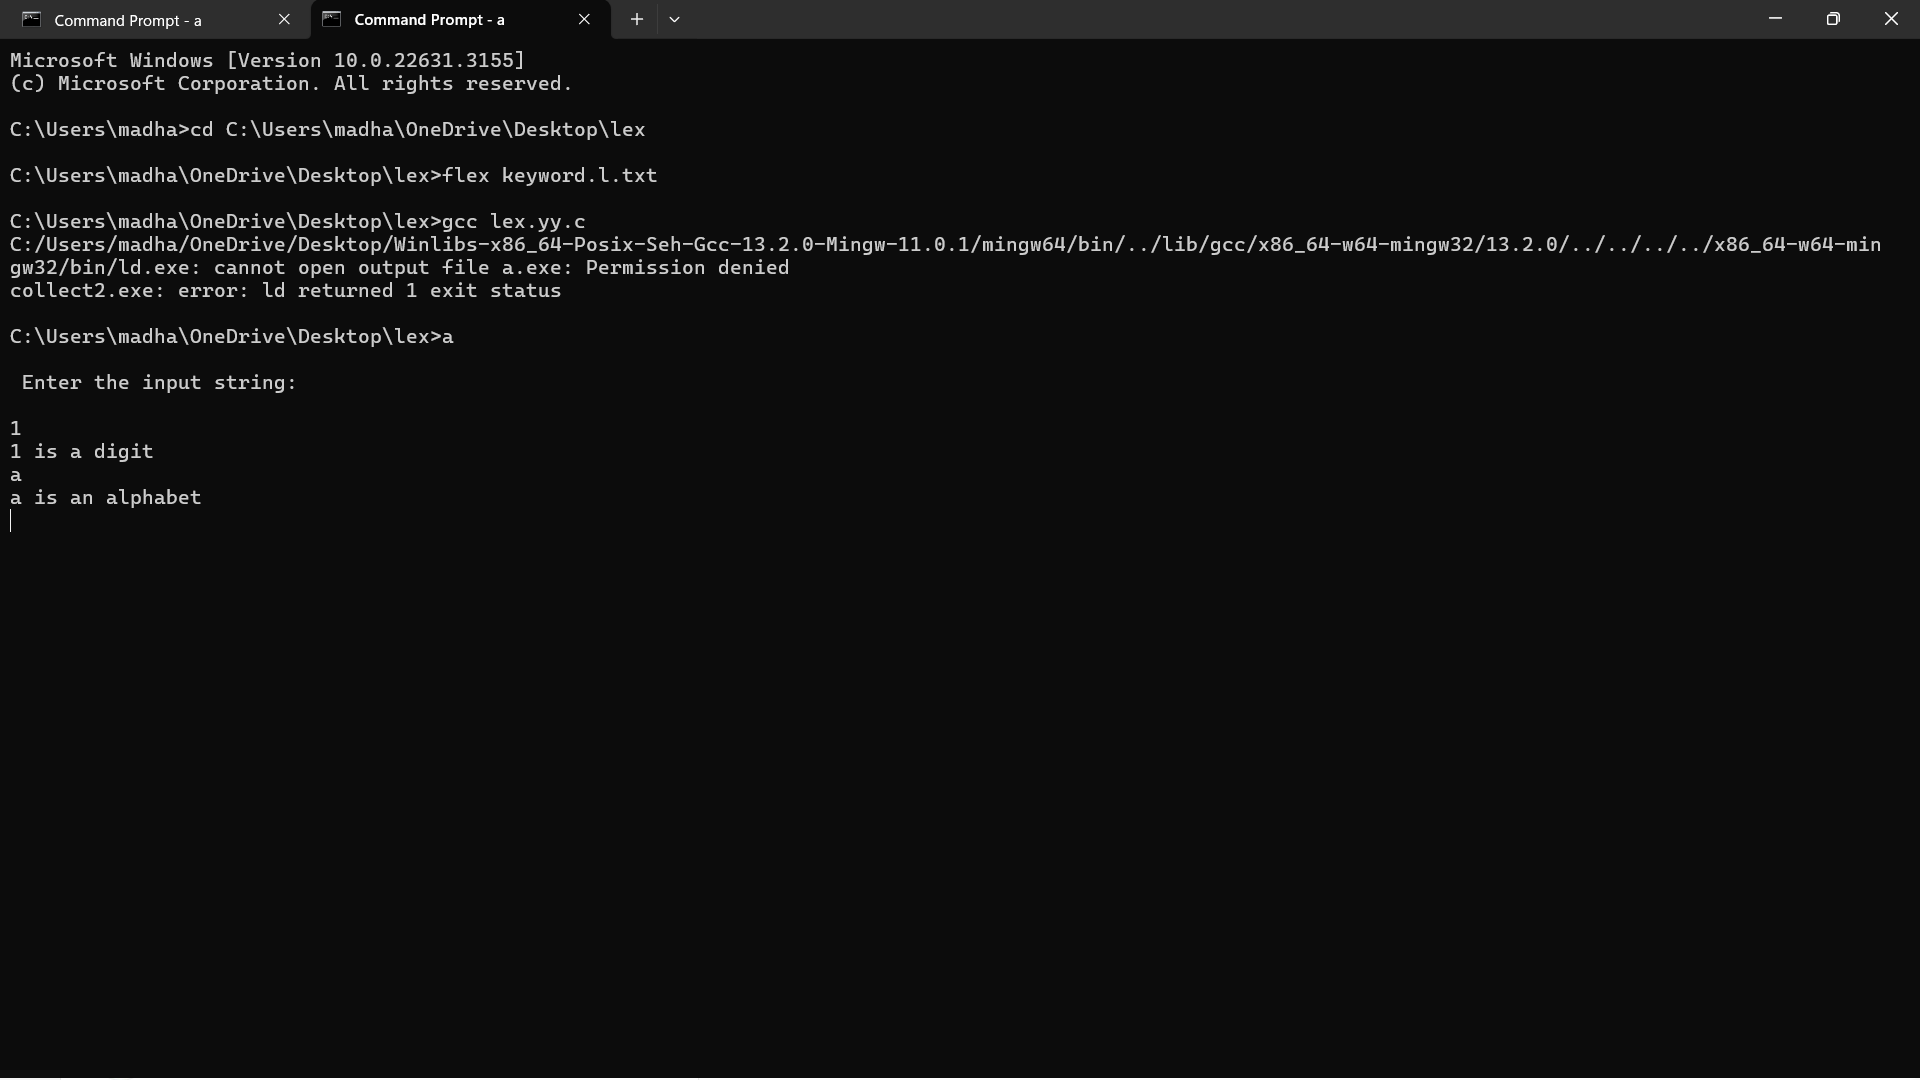 Command Prompt - a
Command Prompt - a
Microsoft Windows [Version 10.0.22631.3155]
(c) Microsoft Corporation. All rights reserved.
C:\Users\madha>cd C:\Users\madha\OneDrive\Desktop\lex
C:\Users\madha\OneDrive\Desktop\lex>flex keyword.l.txt
C:\Users\madha\OneDrive\Desktop\lex>gcc lex.yy.c
C:/Users/madha/OneDrive/Desktop/Winlibs-x86_64-Posix-Seh-Gcc-13.2.0-Mingw-11.0.1/mingw64/bin/../lib/gcc/x86_64-w64-mingw32/13.2.0/../../../../x86_64-w64-min
gw32/bin/ld.exe: cannot open output file a.exe: Permission denied
collect2.exe: error: ld returned 1 exit status
C:\Users\madha\OneDrive\Desktop\lex>a
Enter the input string:
1
1 is a digit
a
a is an alphabet